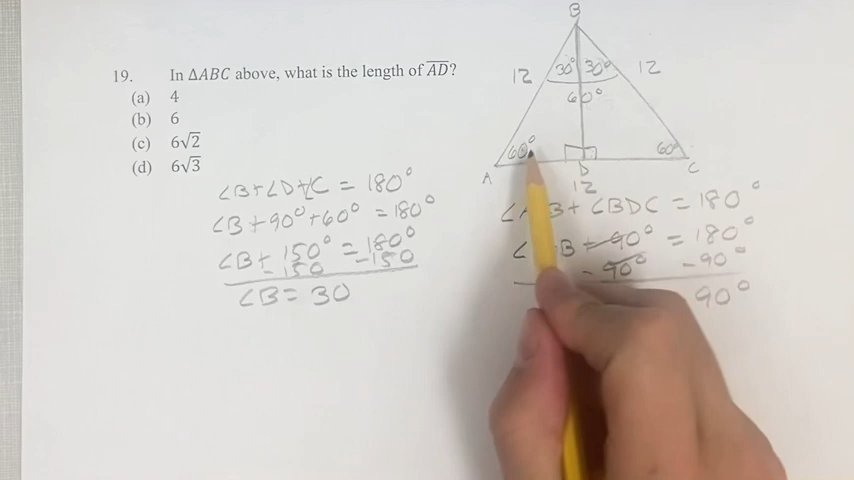 19. In ΔABC above, what is the length of A̅D̅?
(a) 4
(b) 6
(c) 6√2
(d) 6√3
B
12 30° 30° 12
60°
60° 60°
A D C
12
∠B+∠D+∠C = 180°
∠B+90°+60° = 180°
∠B+150° = 180°
-150 -150
∠B = 30
B + ∠BDC = 180°
B + 90° = 180°
- 90° - 90°
90°